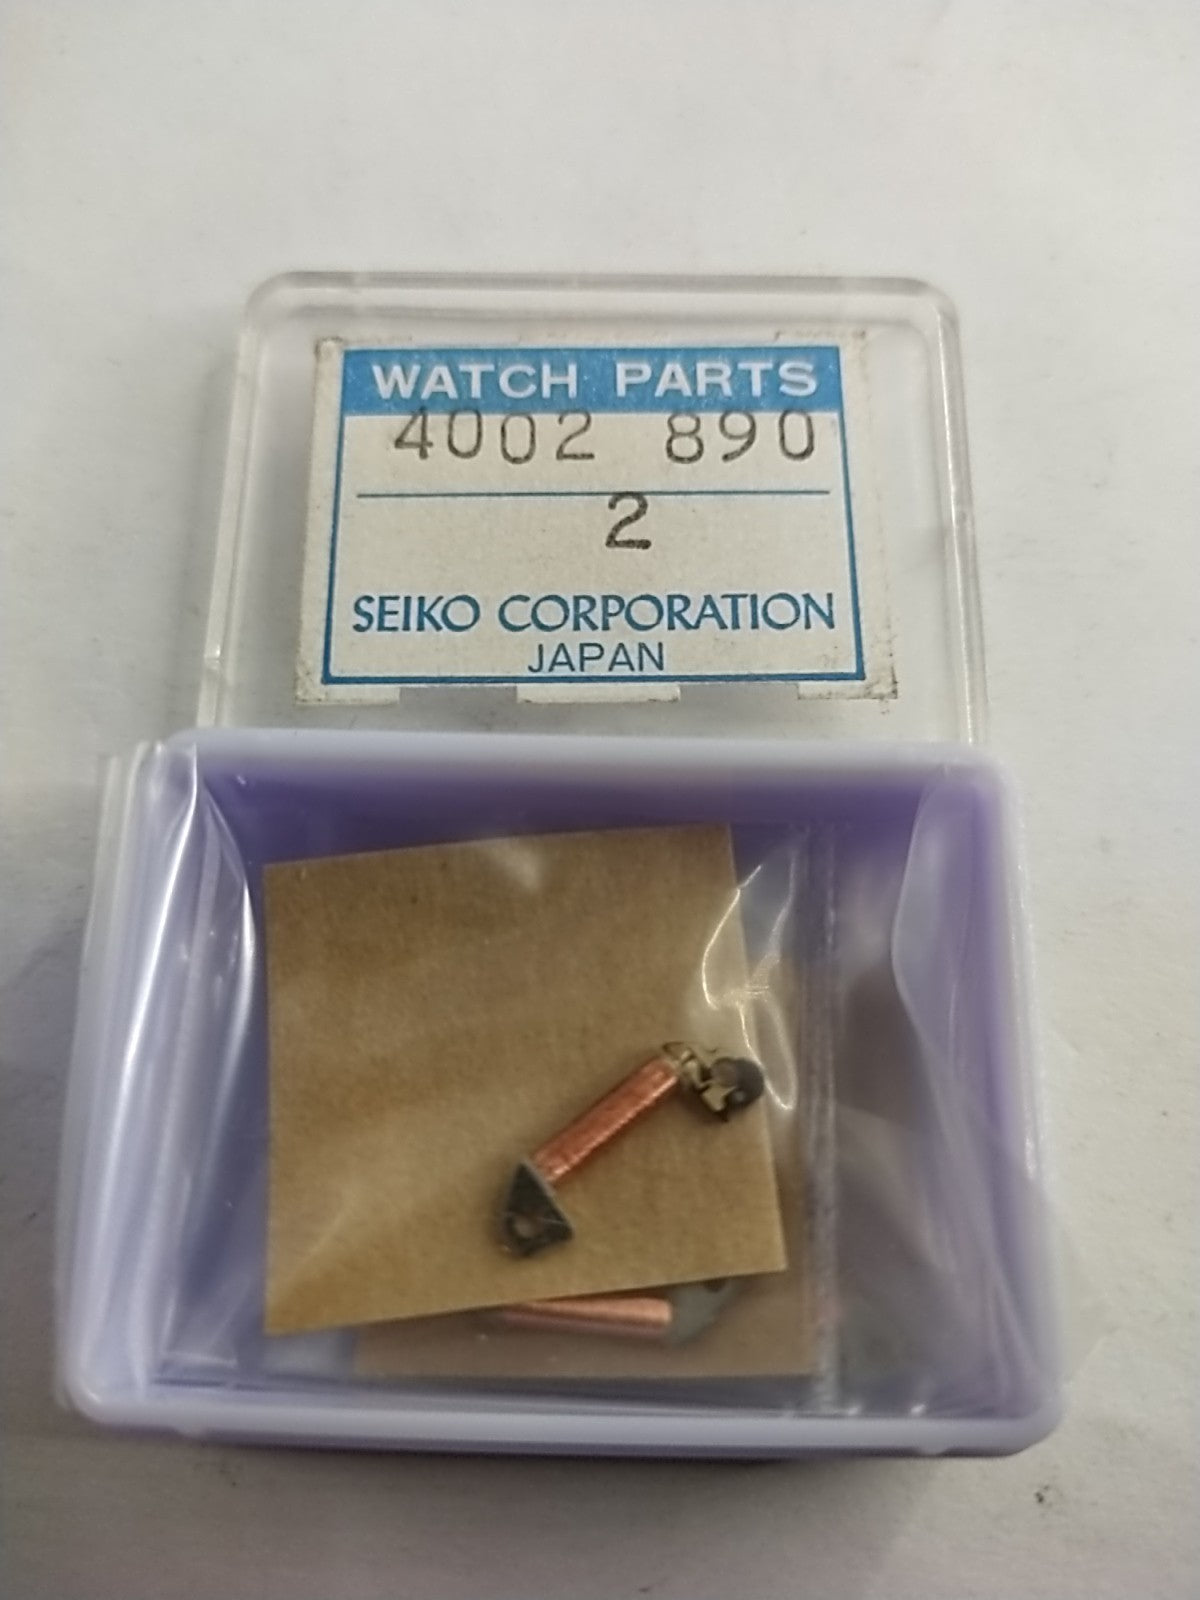 WATCH PARTS
4002 890
2
SEIKO CORPORATION
JAPAN